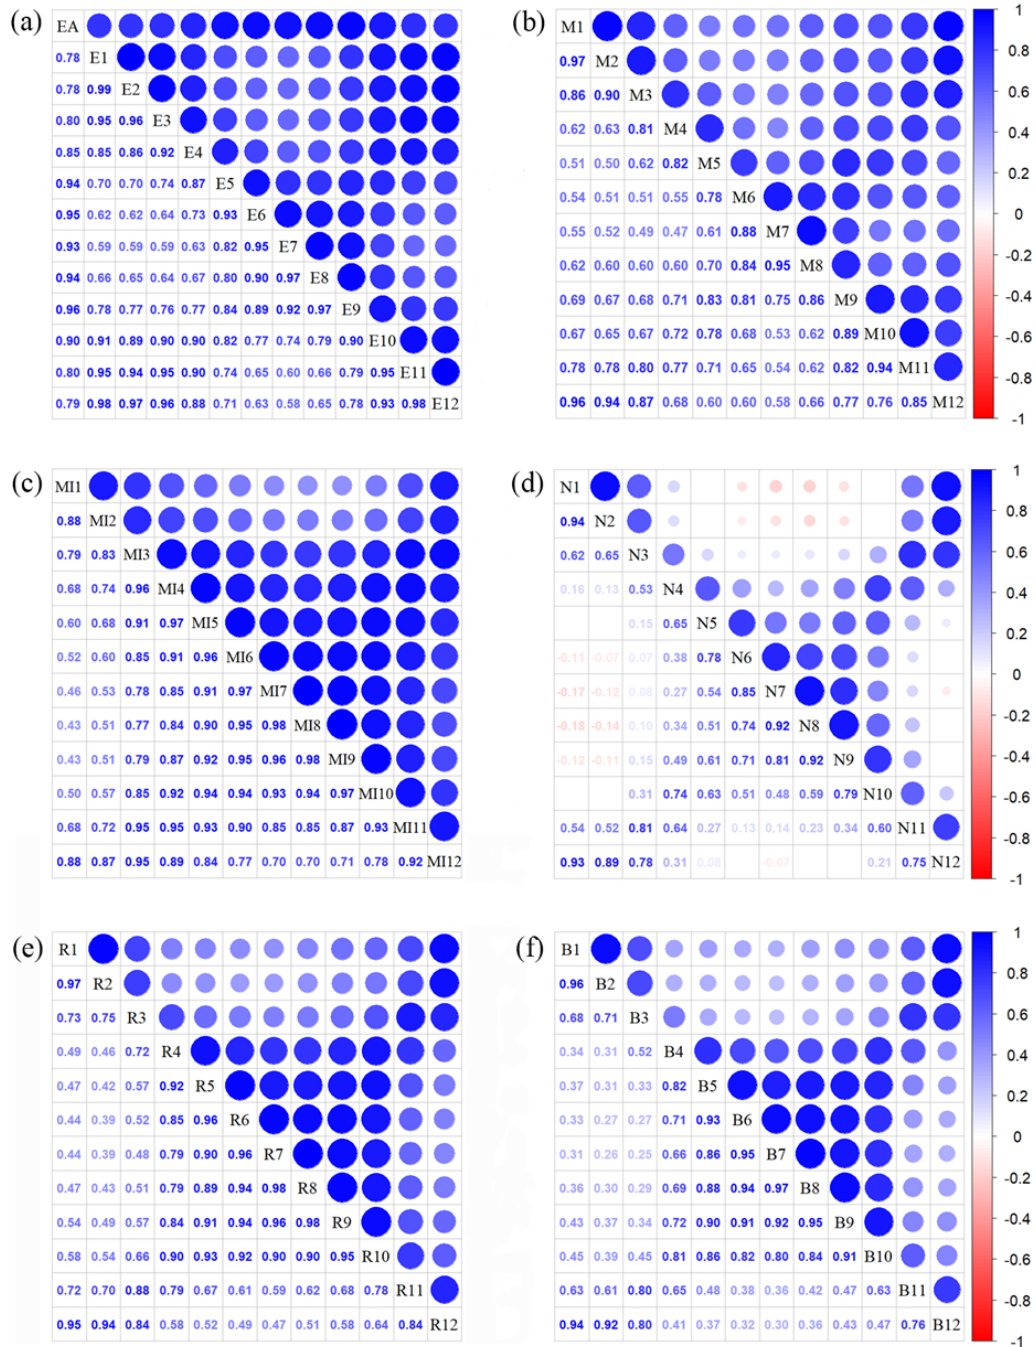 (a)
EA
0.78 E1
0.78 0.99 E2
0.80 0.95 0.96 E3
0.85 0.85 0.86 0.92 E4
0.94 0.70 0.70 0.74 0.87 E5
0.95 0.62 0.62 0.64 0.73 0.93 E6
0.93 0.59 0.59 0.59 0.63 0.82 0.95 E7
0.94 0.66 0.65 0.64 0.67 0.80 0.90 0.97 E8
0.96 0.78 0.77 0.76 0.77 0.84 0.89 0.92 0.97 E9
0.90 0.91 0.89 0.90 0.90 0.82 0.77 0.74 0.79 0.90 E10
0.80 0.95 0.94 0.95 0.90 0.74 0.65 0.60 0.66 0.79 0.95 E11
0.79 0.98 0.97 0.96 0.88 0.71 0.63 0.58 0.65 0.78 0.93 0.98 E12
(b)
M1
0.97 M2
0.86 0.90 M3
0.62 0.63 0.81 M4
0.51 0.50 0.62 0.82 M5
0.54 0.51 0.51 0.55 0.78 M6
0.55 0.52 0.49 0.47 0.61 0.88 M7
0.62 0.60 0.60 0.60 0.70 0.84 0.95 M8
0.69 0.67 0.68 0.71 0.83 0.81 0.75 0.86 M9
0.67 0.65 0.67 0.72 0.78 0.68 0.53 0.62 0.89 M10
0.78 0.78 0.80 0.77 0.71 0.65 0.54 0.62 0.82 0.94 M11
0.96 0.94 0.87 0.68 0.60 0.60 0.58 0.66 0.77 0.76 0.85 M12
1
0.8
0.6
0.4
0.2
0
-0.2
-0.4
-0.6
-0.8
-1
(c)
MI1
0.88 MI2
0.79 0.83 MI3
0.68 0.74 0.96 MI4
0.60 0.68 0.91 0.97 MI5
0.52 0.60 0.85 0.91 0.96 MI6
0.46 0.53 0.78 0.85 0.91 0.97 MI7
0.43 0.51 0.77 0.84 0.90 0.95 0.98 MI8
0.43 0.51 0.79 0.87 0.92 0.95 0.96 0.98 MI9
0.50 0.57 0.85 0.92 0.94 0.94 0.93 0.94 0.97 MI10
0.68 0.72 0.95 0.95 0.93 0.90 0.85 0.85 0.87 0.93 MI11
0.88 0.87 0.95 0.89 0.84 0.77 0.70 0.70 0.71 0.78 0.92 MI12
(d)
N1
0.94 N2
0.62 0.65 N3
0.16 0.13 0.53 N4
0.15 0.65 N5
-0.11 -0.07 0.07 0.38 0.78 N6
-0.17 -0.12 0.08 0.27 0.54 0.85 N7
-0.18 -0.14 0.10 0.34 0.51 0.74 0.92 N8
-0.12 -0.11 0.15 0.49 0.61 0.71 0.81 0.92 N9
0.31 0.74 0.63 0.51 0.48 0.59 0.79 N10
0.54 0.52 0.81 0.64 0.27 0.13 0.14 0.23 0.34 0.60 N11
0.93 0.89 0.78 0.31 0.08 -0.07 0.21 0.75 N12
1
0.8
0.6
0.4
0.2
0
-0.2
-0.4
-0.6
-0.8
-1
(e)
R1
0.97 R2
0.73 0.75 R3
0.49 0.46 0.72 R4
0.47 0.42 0.57 0.92 R5
0.44 0.39 0.52 0.85 0.96 R6
0.44 0.39 0.48 0.79 0.90 0.96 R7
0.47 0.43 0.51 0.79 0.89 0.94 0.98 R8
0.54 0.49 0.57 0.84 0.91 0.94 0.96 0.98 R9
0.58 0.54 0.66 0.90 0.93 0.92 0.90 0.90 0.95 R10
0.72 0.70 0.88 0.79 0.67 0.61 0.59 0.62 0.68 0.78 R11
0.95 0.94 0.84 0.58 0.52 0.49 0.47 0.51 0.58 0.64 0.84 R12
(f)
B1
0.96 B2
0.68 0.71 B3
0.34 0.31 0.52 B4
0.37 0.31 0.33 0.82 B5
0.33 0.27 0.27 0.71 0.93 B6
0.31 0.26 0.25 0.66 0.86 0.95 B7
0.36 0.30 0.29 0.69 0.88 0.94 0.97 B8
0.43 0.37 0.34 0.72 0.90 0.91 0.92 0.95 B9
0.45 0.39 0.45 0.81 0.86 0.82 0.80 0.84 0.91 B10
0.63 0.61 0.80 0.65 0.48 0.38 0.36 0.42 0.47 0.63 B11
0.94 0.92 0.80 0.41 0.37 0.32 0.30 0.36 0.43 0.47 0.76 B12
1
0.8
0.6
0.4
0.2
0
-0.2
-0.4
-0.6
-0.8
-1